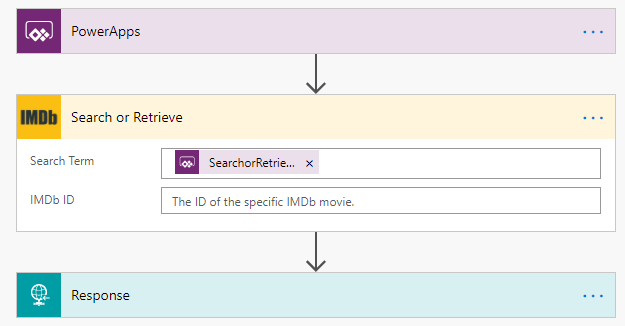 PowerApps
IMDb Search or Retrieve
Search Term SearchorRetrie... x
IMDb ID The ID of the specific IMDb movie.
Response